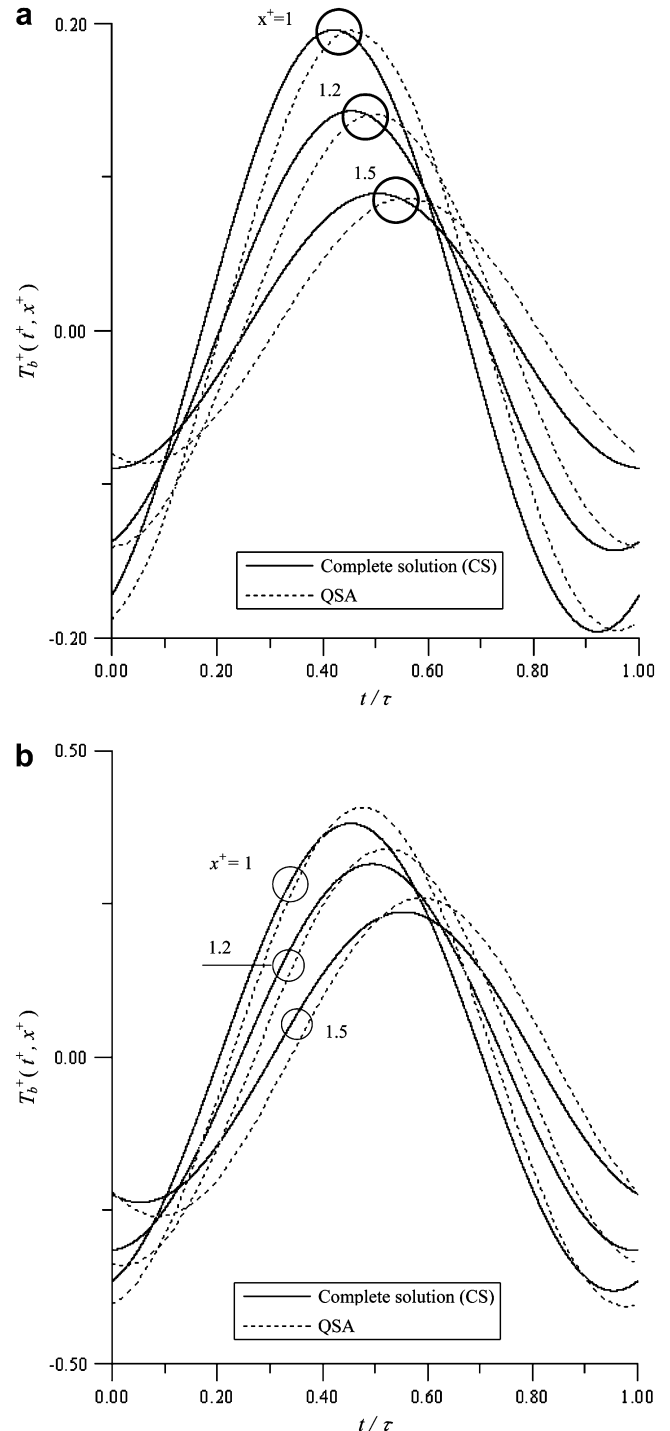 a
0.20
x⁺=1
1.2
1.5
0.00
T_b⁺( t⁺, x⁺ )
Complete solution (CS)
QSA
-0.20
0.00 0.20 0.40 0.60 0.80 1.00
t / τ
b
0.50
x⁺= 1
1.2
1.5
0.00
T_b⁺( t⁺, x⁺ )
Complete solution (CS)
QSA
-0.50
0.00 0.20 0.40 0.60 0.80 1.00
t / τ